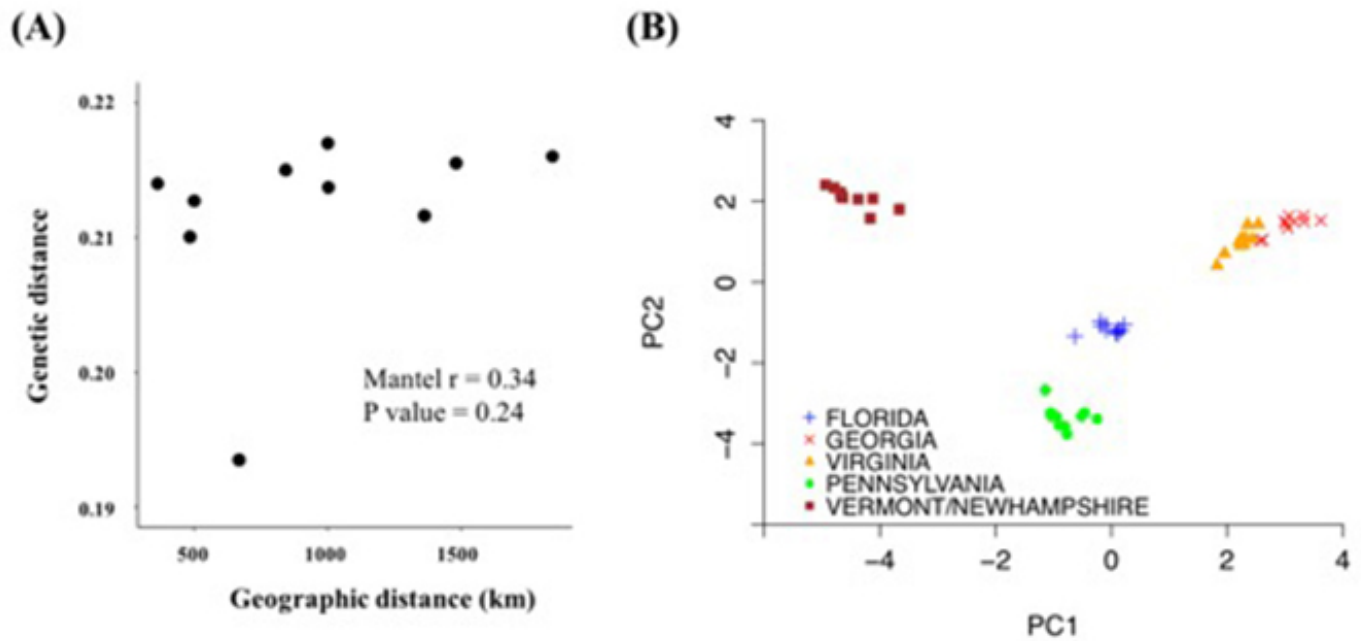 (A)
0.22
0.21
0.20
0.19
Genetic distance
Mantel r = 0.34
P value = 0.24
500 1000 1500
Geographic distance (km)
(B)
4
2
0
−2
−4
PC2
FLORIDA
GEORGIA
VIRGINIA
PENNSYLVANIA
VERMONT/NEWHAMPSHIRE
−4 −2 0 2 4
PC1